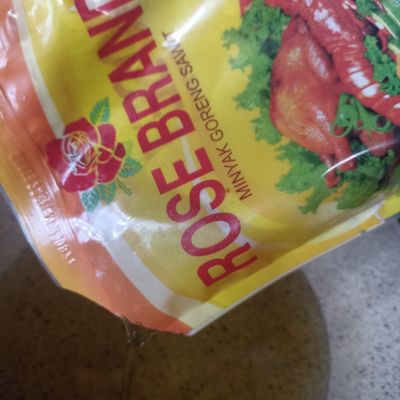 ROSE BRAND
MINYAK GORENG SAWIT